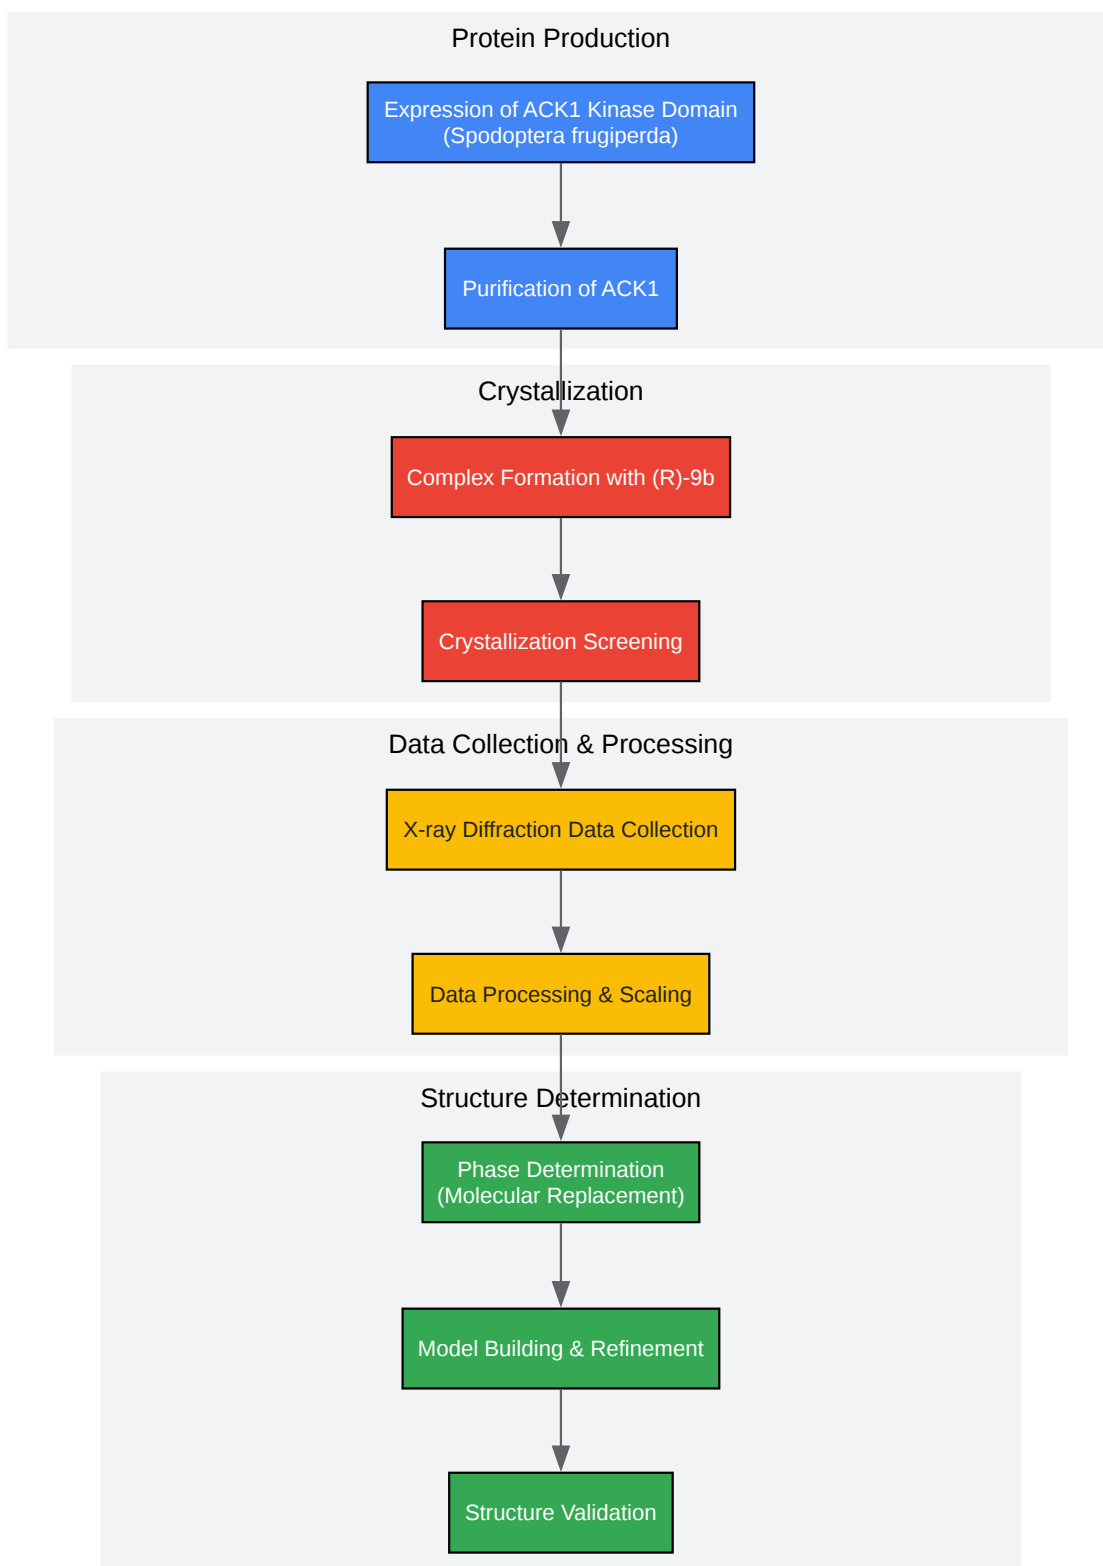 Protein Production
Expression of ACK1 Kinase Domain
(Spodoptera frugiperda)
Purification of ACK1
Crystallization
Complex Formation with (R)-9b
Crystallization Screening
Data Collection & Processing
X-ray Diffraction Data Collection
Data Processing & Scaling
Structure Determination
Phase Determination
(Molecular Replacement)
Model Building & Refinement
Structure Validation